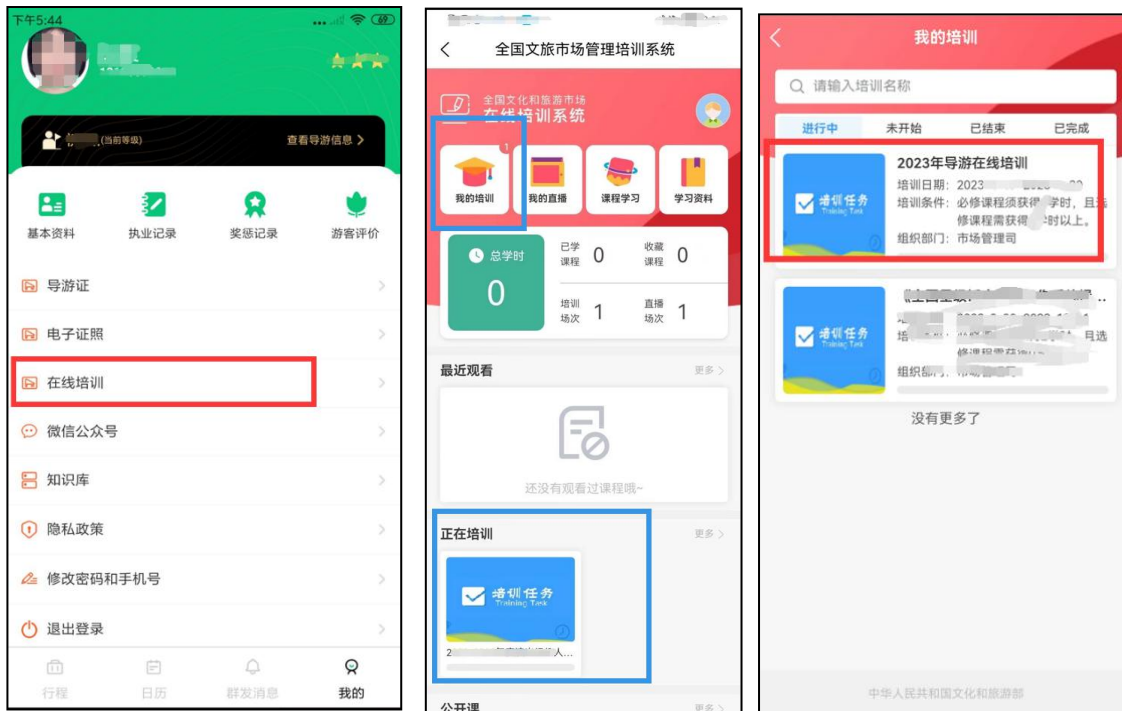 下午5:44
(当前等级)
查看导游信息 >
基本资料
执业记录
奖惩记录
游客评价
导游证
电子证照
在线培训
微信公众号
知识库
隐私政策
修改密码和手机号
退出登录
行程
日历
群发消息
我的
全国文旅市场管理培训系统
全国文化和旅游市场
在线培训系统
1
我的培训
我的直播
课程学习
学习资料
总学时
0
已学课程 0
收藏课程 0
培训场次 1
直播场次 1
最近观看
更多 >
还没有观看过课程哦~
正在培训
更多 >
培训任务
Training Task
公开课
更多 >
我的培训
请输入培训名称
进行中
未开始
已结束
已完成
2023年导游在线培训
培训任务
Training Task
培训日期: 2023
培训条件: 必修课程须获得 学时，且选
修课程需获得 学时以上。
组织部门: 市场管理司
培训任务
Training Task
且选
没有更多了
中华人民共和国文化和旅游部